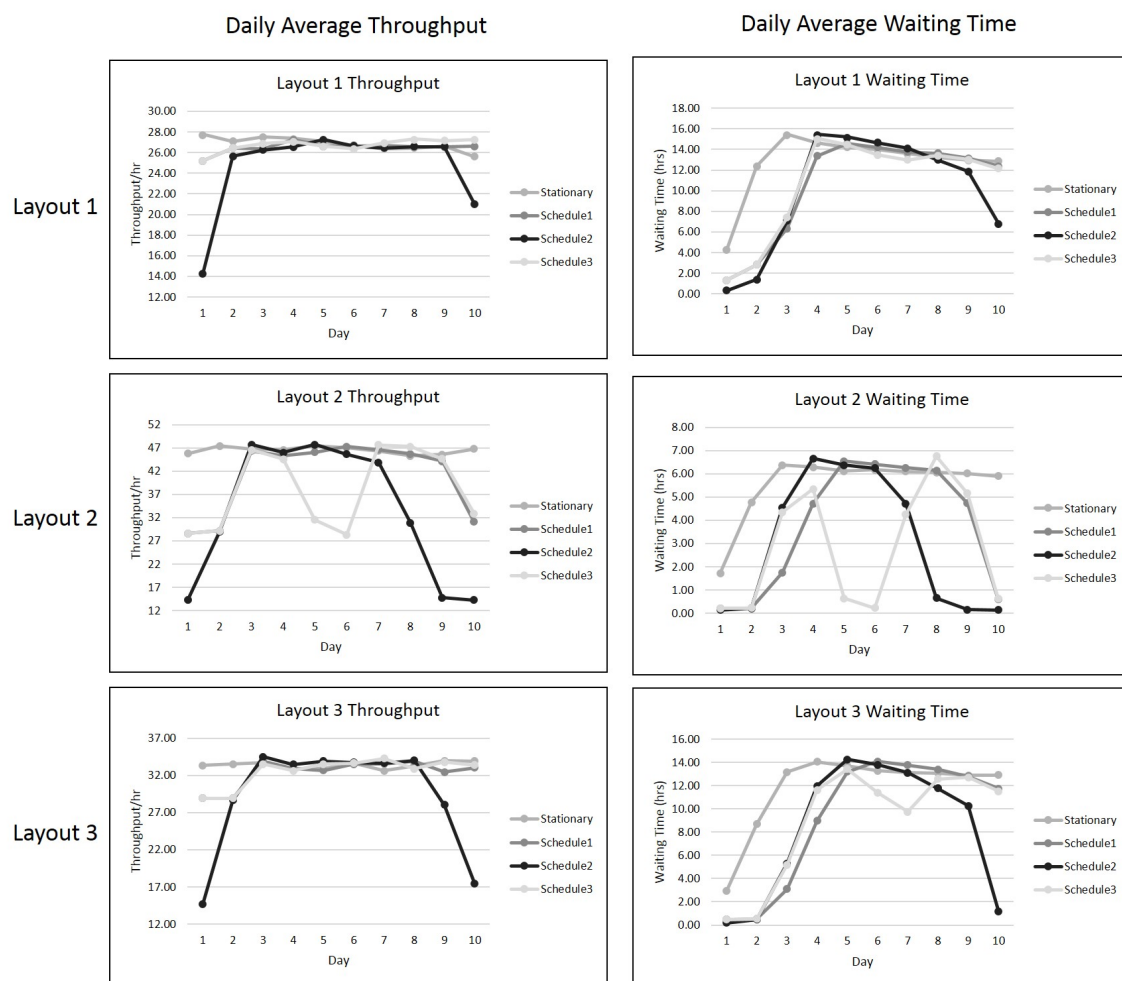 Daily Average Throughput
Daily Average Waiting Time
Layout 1
Layout 1 Throughput
30.00
28.00
26.00
24.00
22.00
20.00
18.00
16.00
14.00
12.00
Throughput/hr
1 2 3 4 5 6 7 8 9 10
Day
Stationary
Schedule1
Schedule2
Schedule3
Layout 1 Waiting Time
18.00
16.00
14.00
12.00
10.00
8.00
6.00
4.00
2.00
0.00
Waiting Time (hrs)
1 2 3 4 5 6 7 8 9 10
Day
Stationary
Schedule1
Schedule2
Schedule3
Layout 2
Layout 2 Throughput
52
47
42
37
32
27
22
17
12
Throughput/hr
1 2 3 4 5 6 7 8 9 10
Day
Stationary
Schedule1
Schedule2
Schedule3
Layout 2 Waiting Time
8.00
7.00
6.00
5.00
4.00
3.00
2.00
1.00
0.00
Waiting Time (hrs)
1 2 3 4 5 6 7 8 9 10
Day
Stationary
Schedule1
Schedule2
Schedule3
Layout 3
Layout 3 Throughput
37.00
32.00
27.00
22.00
17.00
12.00
Throughput/hr
1 2 3 4 5 6 7 8 9 10
Day
Stationary
Schedule1
Schedule2
Schedule3
Layout 3 Waiting Time
16.00
14.00
12.00
10.00
8.00
6.00
4.00
2.00
0.00
Waiting Time (hrs)
1 2 3 4 5 6 7 8 9 10
Day
Stationary
Schedule1
Schedule2
Schedule3